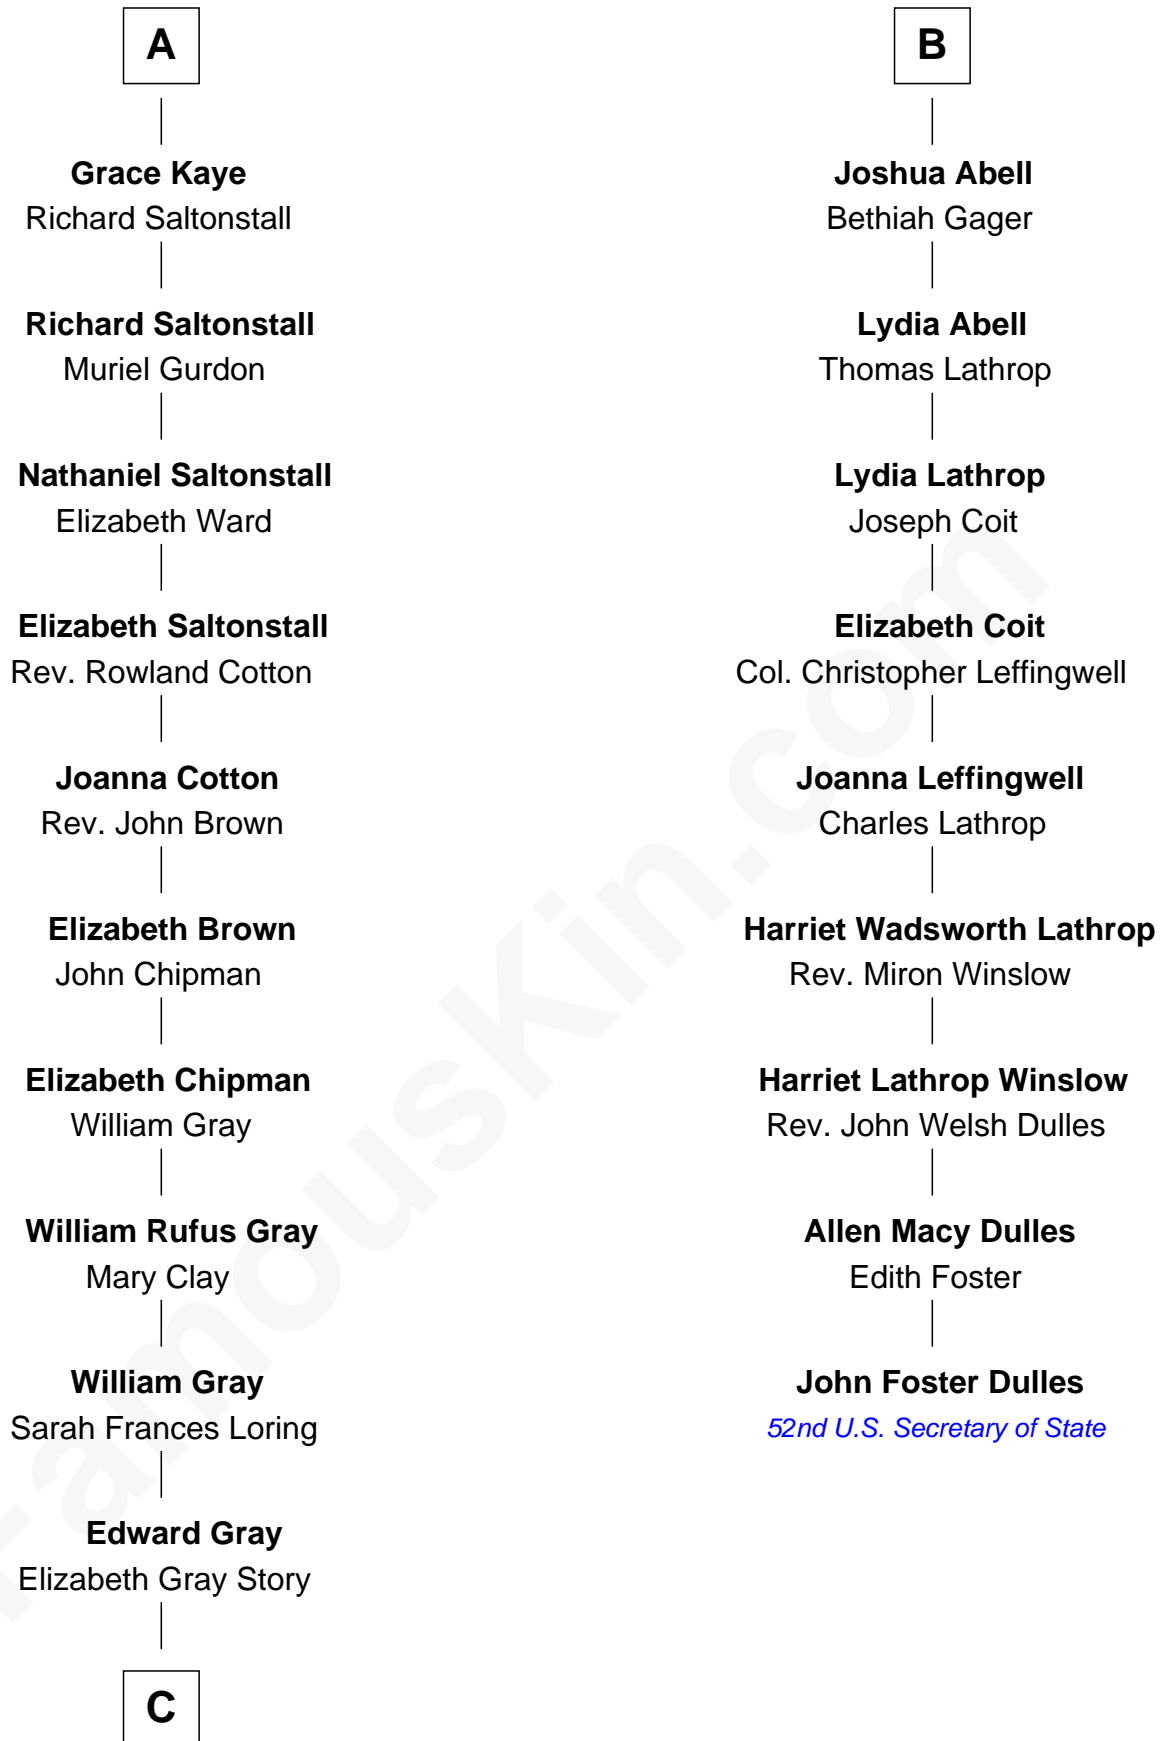 A
Grace Kaye
Richard Saltonstall
Richard Saltonstall
Muriel Gurdon
Nathaniel Saltonstall
Elizabeth Ward
Elizabeth Saltonstall
Rev. Rowland Cotton
Joanna Cotton
Rev. John Brown
Elizabeth Brown
John Chipman
Elizabeth Chipman
William Gray
William Rufus Gray
Mary Clay
William Gray
Sarah Frances Loring
Edward Gray
Elizabeth Gray Story
C
B
Joshua Abell
Bethiah Gager
Lydia Abell
Thomas Lathrop
Lydia Lathrop
Joseph Coit
Elizabeth Coit
Col. Christopher Leffingwell
Joanna Leffingwell
Charles Lathrop
Harriet Wadsworth Lathrop
Rev. Miron Winslow
Harriet Lathrop Winslow
Rev. John Welsh Dulles
Allen Macy Dulles
Edith Foster
John Foster Dulles
52nd U.S. Secretary of State
FamousKin.com